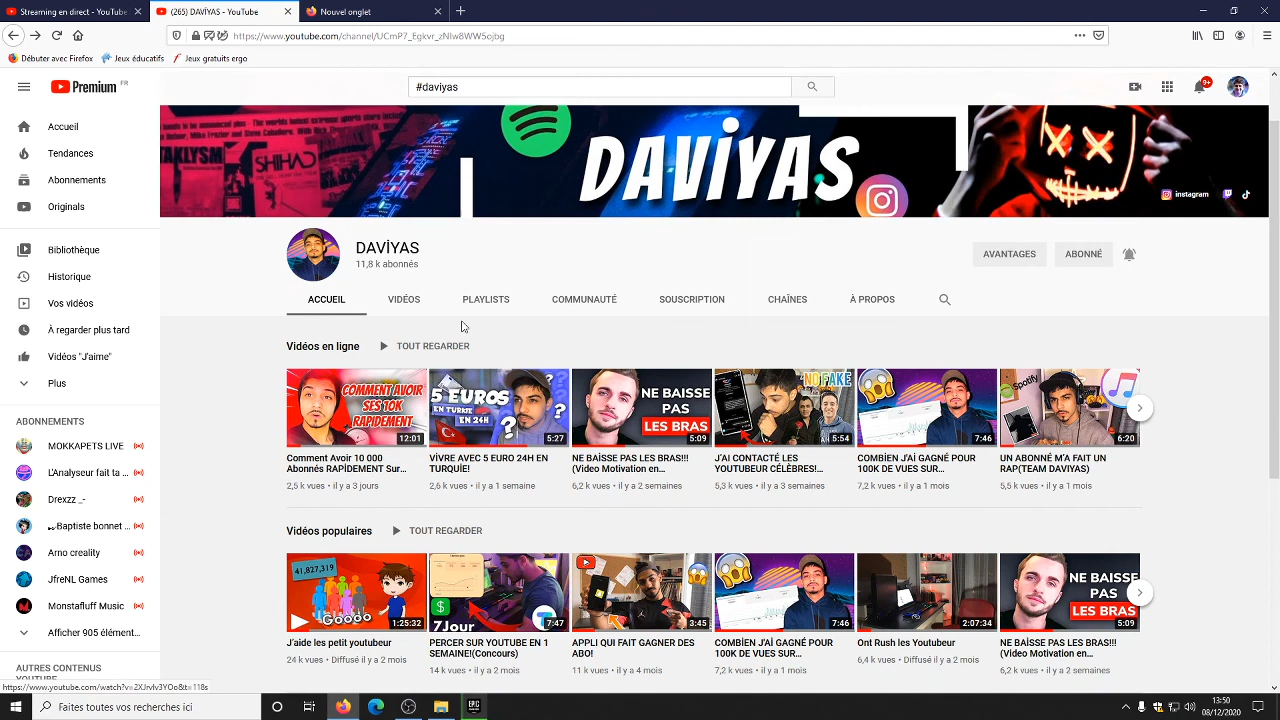 Streaming en direct - YouTube
(265) DAVİYAS - YouTube
Nouvel onglet
https://www.youtube.com/channel/UCmP7_Egkvr_zNIw8WW5ojbg
Débuter avec Firefox
Jeux éducatifs
Jeux gratuits ergo
Premium FR
#daviyas
9+
Accueil
Tendances
Abonnements
Originals
Bibliothèque
Historique
Vos vidéos
À regarder plus tard
Vidéos "J'aime"
Plus
ABONNEMENTS
MOKKAPETS LIVE
L'Analyseur fait ta ...
Drexzz _-
Baptiste bonnet ...
Arno creality
JfreNL Games
Monstafluff Music
Afficher 905 élément...
AUTRES CONTENUS
YOUTUBE
TAKLYSM
SHIHAD
DAVİYAS
instagram
DAVİYAS
11,8 k abonnés
AVANTAGES
ABONNÉ
ACCUEIL
VIDÉOS
PLAYLISTS
COMMUNAUTÉ
SOUSCRIPTION
CHAÎNES
À PROPOS
Vidéos en ligne
TOUT REGARDER
COMMENT AVOIR
SES 10K
RAPIDEMENT
12:01
Comment Avoir 10 000
Abonnés RAPİDEMENT Sur...
2,5 k vues • il y a 3 jours
5 EUROS
EN TURKİE
EN 24H
5:27
VİVRE AVEC 5 EURO 24H EN
TURQUİE!
2,6 k vues • il y a 1 semaine
NE BAISSE
PAS
LES BRAS
5:09
NE BAİSSE PAS LES BRAS!!!
(Video Motivation en...
6,2 k vues • il y a 2 semaines
NO FAKE
5:54
J'Aİ CONTACTÉ LES
YOUTUBEUR CÉLÈBRES!...
5,3 k vues • il y a 3 semaines
7:46
COMBİEN J'Aİ GAGNÉ POUR
100K DE VUES SUR...
7,2 k vues • il y a 1 mois
Spotify
6:20
UN ABONNÉ M'A FAIT UN
RAP(TEAM DAVIYAS)
5,5 k vues • il y a 1 mois
Vidéos populaires
TOUT REGARDER
41,827,319
Goooo
1:25:32
J'aide les petit youtubeur
24 k vues • Diffusé il y a 2 mois
$
7Jour
7:47
PERCER SUR YOUTUBE EN 1
SEMAINE!(Concours)
14 k vues • il y a 2 mois
3:45
APPLI QUI FAIT GAGNER DES
ABO!
11 k vues • il y a 4 mois
7:46
COMBİEN J'Aİ GAGNÉ POUR
100K DE VUES SUR...
7,2 k vues • il y a 1 mois
2:07:34
Ont Rush les Youtubeur
6,4 k vues • Diffusé il y a 2 mois
NE BAISSE
PAS
LES BRAS
5:09
NE BAİSSE PAS LES BRAS!!!
(Video Motivation en...
6,2 k vues • il y a 2 semaines
https://www.youtube.com/watch?v=2XJrvIv3YOo&t=118s
Faites toutes vos recherches ici
EPIC
13:50
08/12/2020